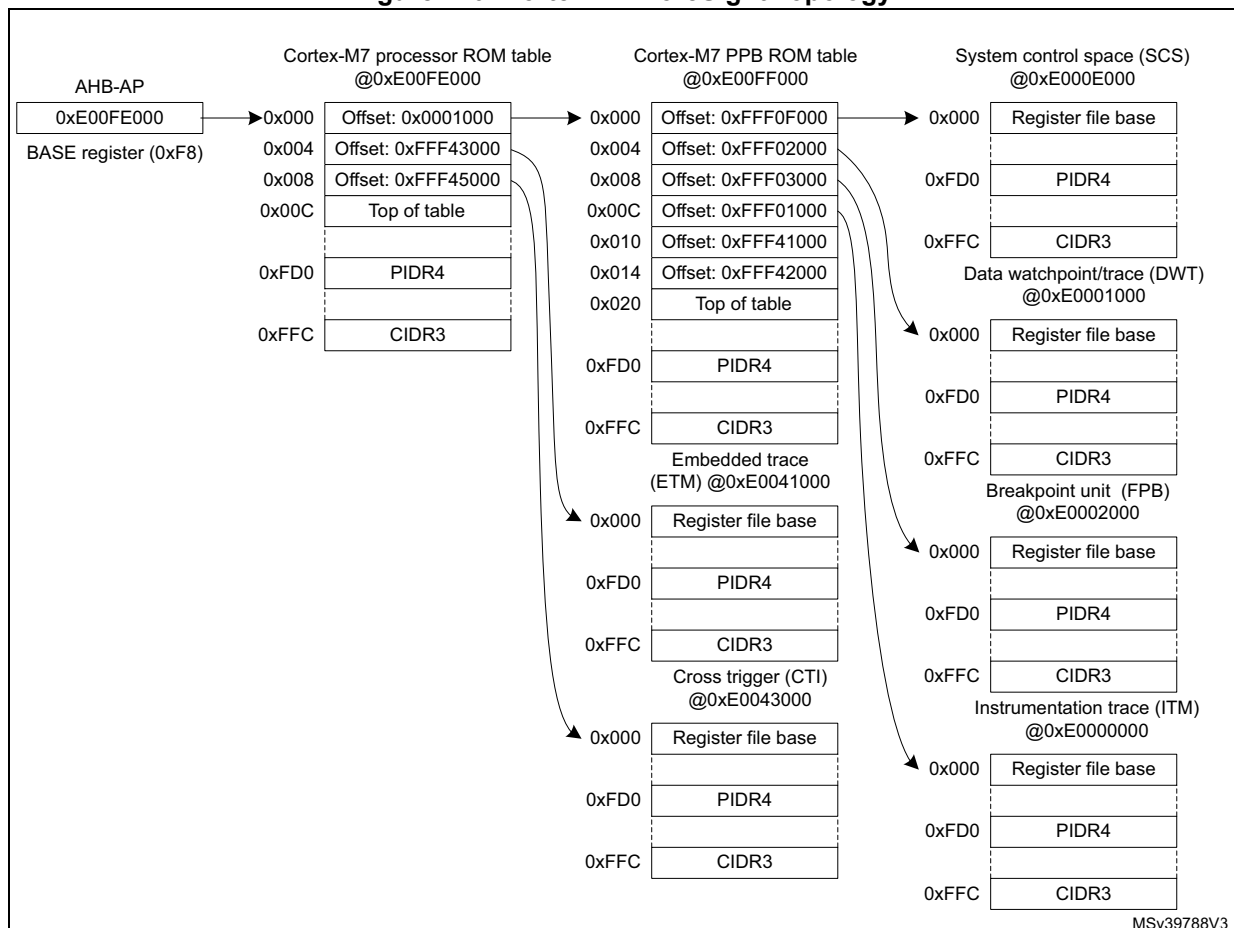 AHB-AP
0xE00FE000
BASE register (0xF8)
Cortex-M7 processor ROM table
@0xE00FE000
0x000 Offset: 0x0001000
0x004 Offset: 0xFFF43000
0x008 Offset: 0xFFF45000
0x00C Top of table
0xFD0 PIDR4
0xFFC CIDR3
Cortex-M7 PPB ROM table
@0xE00FF000
0x000 Offset: 0xFFF0F000
0x004 Offset: 0xFFF02000
0x008 Offset: 0xFFF03000
0x00C Offset: 0xFFF01000
0x010 Offset: 0xFFF41000
0x014 Offset: 0xFFF42000
0x020 Top of table
0xFD0 PIDR4
0xFFC CIDR3
Embedded trace
(ETM) @0xE0041000
0x000 Register file base
0xFD0 PIDR4
0xFFC CIDR3
Cross trigger (CTI)
@0xE0043000
0x000 Register file base
0xFD0 PIDR4
0xFFC CIDR3
System control space (SCS)
@0xE000E000
0x000 Register file base
0xFD0 PIDR4
0xFFC CIDR3
Data watchpoint/trace (DWT)
@0xE0001000
0x000 Register file base
0xFD0 PIDR4
0xFFC CIDR3
Breakpoint unit (FPB)
@0xE0002000
0x000 Register file base
0xFD0 PIDR4
0xFFC CIDR3
Instrumentation trace (ITM)
@0xE0000000
0x000 Register file base
0xFD0 PIDR4
0xFFC CIDR3
MSv39788V3